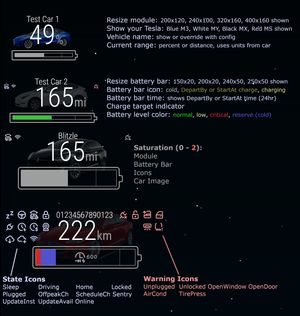 Test Car 1
49%
Resize module: 200x120, 240x100, 320x160, 400x160 shown
Show your Tesla: Blue M3, White MY, Black MX, Red MS shown
Vehicle name: show or override with config
Current range: percent or distance, uses units from car
Test Car 2
165mi
Resize battery bar: 150x20, 200x20, 240x50, 250x50 shown
Battery bar icon: cold, DepartBy or StartAt charge, charging
Battery bar time: shows DepartBy or StartAt time (24hr)
Charge target indicator
Battery level color: normal, low, critical, reserve (cold)
Blitzle
165mi
Saturation (0 - 2):
Module
Battery Bar
Icons
Car Image
01234567890123
222km
600
State Icons
Sleep Driving Home Locked
Plugged OffpeakCh ScheduleCh Sentry
UpdateInst UpdateAvail Online
Warning Icons
Unplugged Unlocked OpenWindow OpenDoor
AirCond TirePress